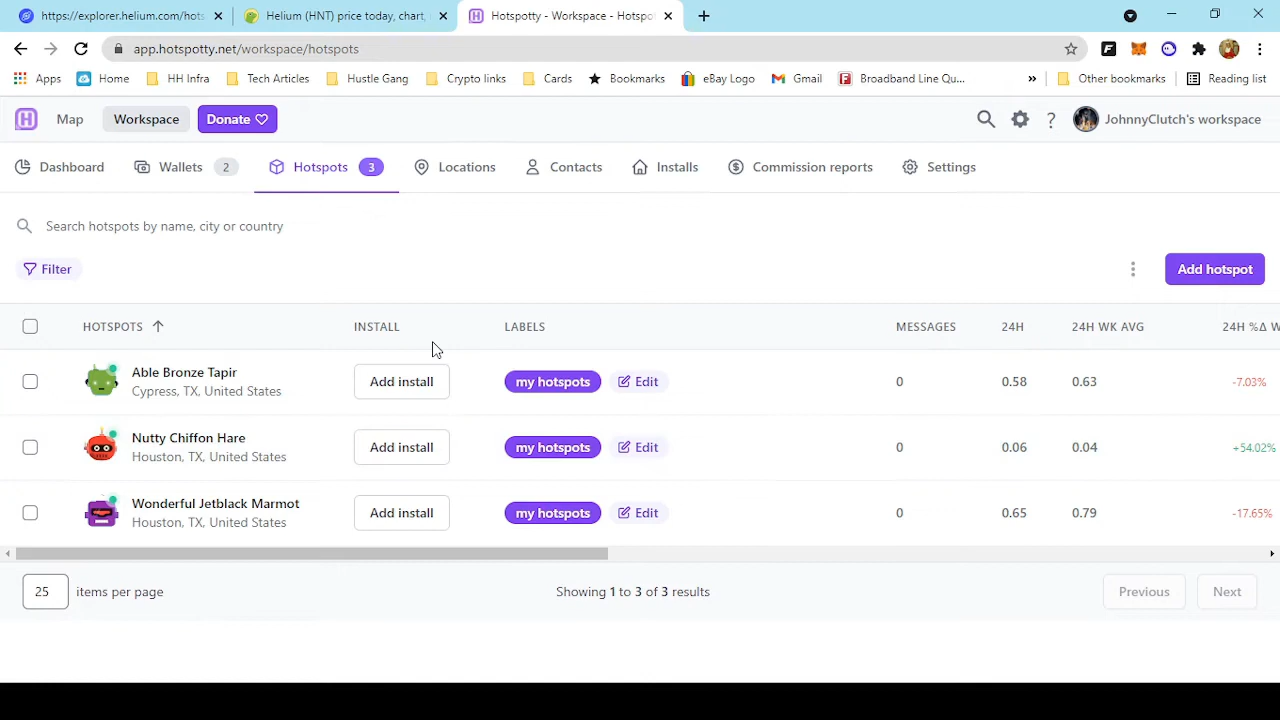 https://explorer.helium.com/hots
Helium (HNT) price today, chart,
Hotspotty - Workspace - Hotspo
app.hotspotty.net/workspace/hotspots
Apps Home HH Infra Tech Articles Hustle Gang Crypto links Cards Bookmarks eBay Logo Gmail Broadband Line Qu... » Other bookmarks Reading list
Map Workspace Donate ? JohnnyClutch's workspace
Dashboard Wallets 2 Hotspots 3 Locations Contacts Installs Commission reports Settings
Search hotspots by name, city or country
Filter Add hotspot
HOTSPOTS INSTALL LABELS MESSAGES 24H 24H WK AVG 24H %Δ W
Able Bronze Tapir
Cypress, TX, United States
Add install my hotspots Edit 0 0.58 0.63 -7.03%
Nutty Chiffon Hare
Houston, TX, United States
Add install my hotspots Edit 0 0.06 0.04 +54.02%
Wonderful Jetblack Marmot
Houston, TX, United States
Add install my hotspots Edit 0 0.65 0.79 -17.65%
25 items per page Showing 1 to 3 of 3 results Previous Next